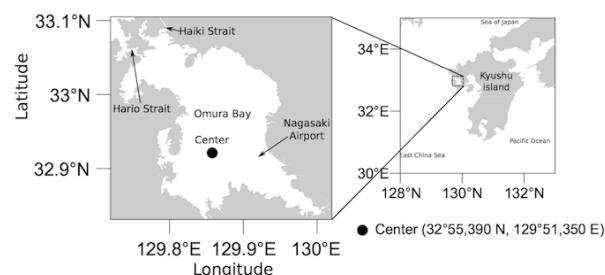 33.1°N
Haiki Strait
Latitude
33°N
Hario Strait
Omura Bay
Center
Nagasaki
Airport
32.9°N
129.8°E
129.9°E
130°E
Longitude
Sea of Japan
34°E
Kyushu
island
32°E
Pacific Ocean
East China Sea
30°E
128°E
130°E
132°E
Center (32°55,390 N, 129°51,350 E)